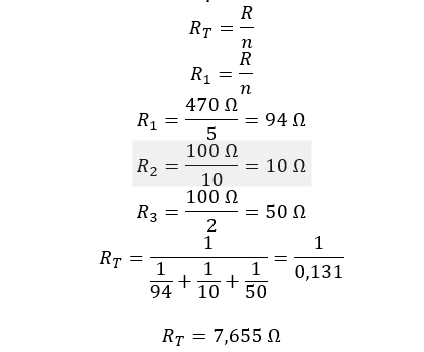 R_T = R/n
R_1 = R/n
R_1 = 470 Ω/5 = 94 Ω
R_2 = 100 Ω/10 = 10 Ω
R_3 = 100 Ω/2 = 50 Ω
R_T = 1/(1/94 + 1/10 + 1/50) = 1/0,131
R_T = 7,655 Ω